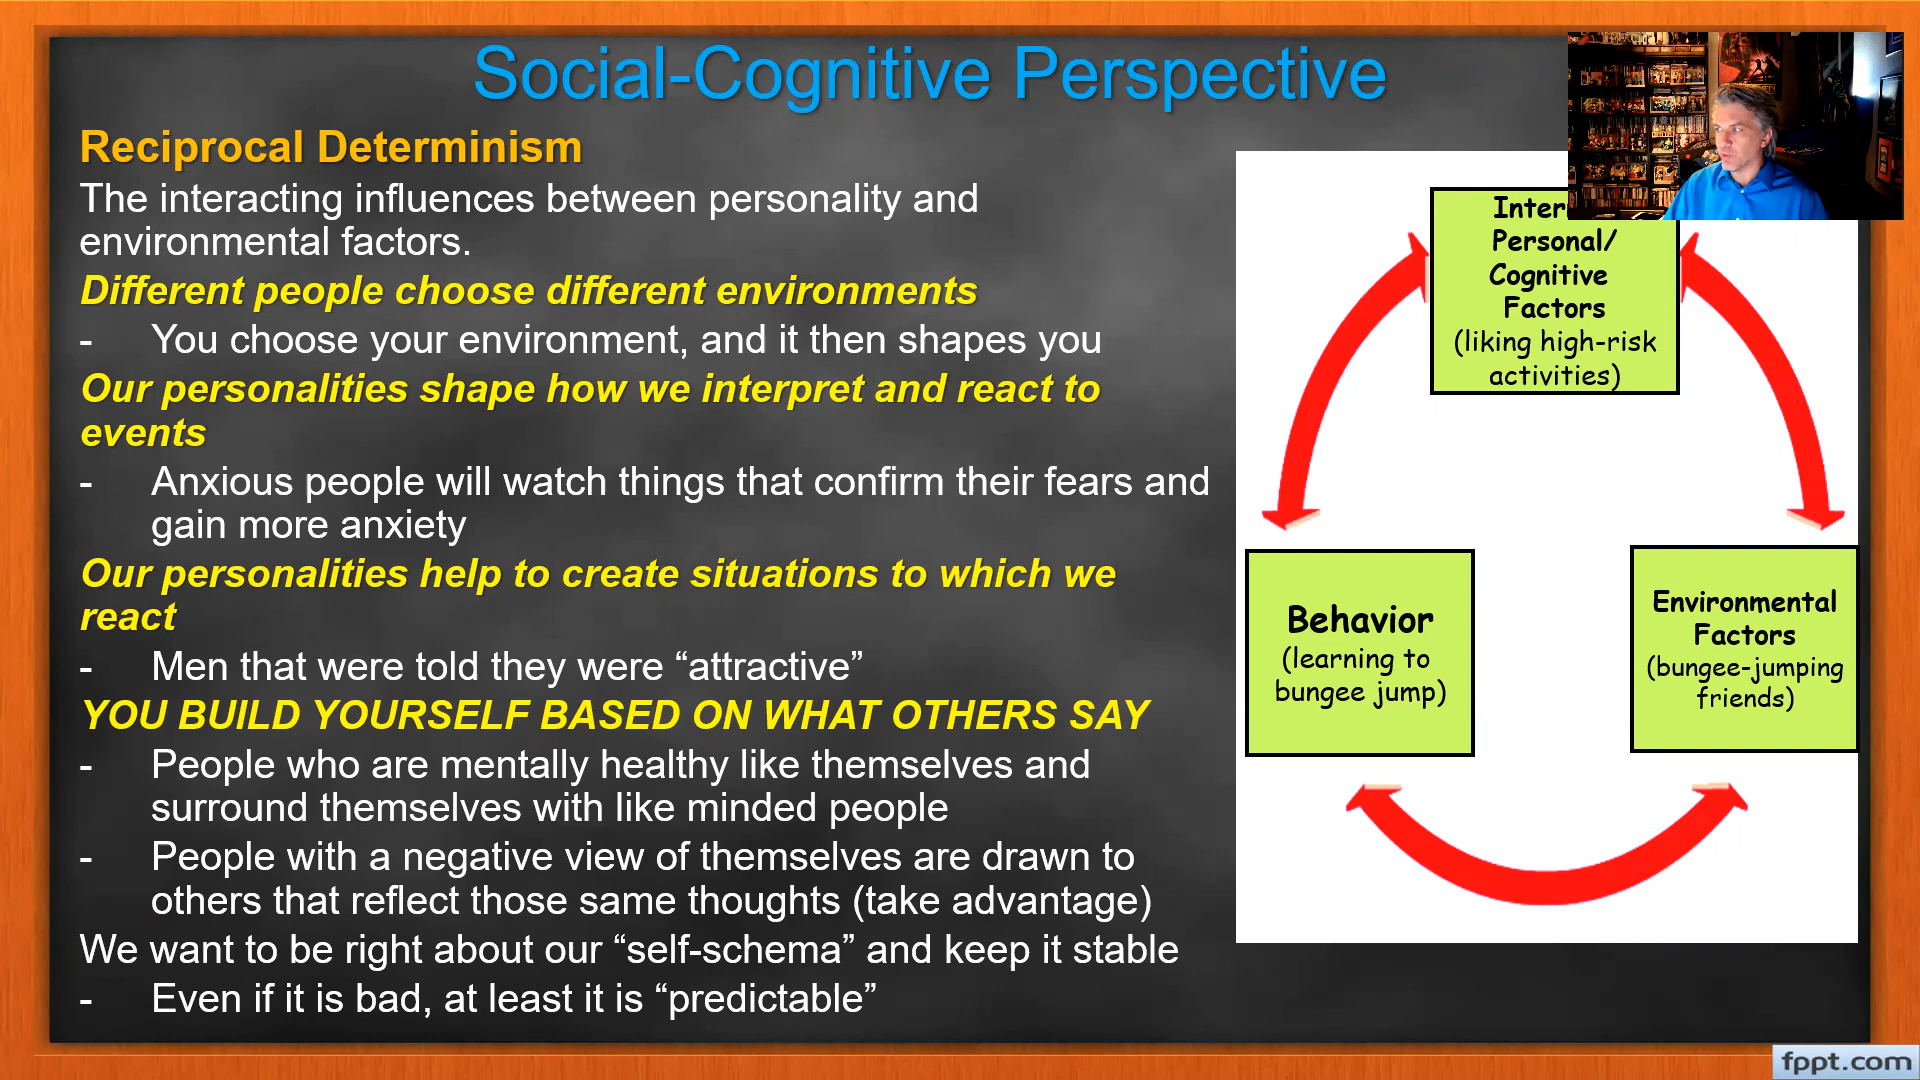 Social-Cognitive Perspective
Reciprocal Determinism
The interacting influences between personality and
environmental factors.
Different people choose different environments
- You choose your environment, and it then shapes you
Our personalities shape how we interpret and react to
events
- Anxious people will watch things that confirm their fears and
gain more anxiety
Our personalities help to create situations to which we
react
- Men that were told they were “attractive”
YOU BUILD YOURSELF BASED ON WHAT OTHERS SAY
- People who are mentally healthy like themselves and
surround themselves with like minded people
- People with a negative view of themselves are drawn to
others that reflect those same thoughts (take advantage)
We want to be right about our “self-schema” and keep it stable
- Even if it is bad, at least it is “predictable”
Personal/
Cognitive
Factors
(liking high-risk
activities)
Behavior
(learning to
bungee jump)
Environmental
Factors
(bungee-jumping
friends)
fppt.com